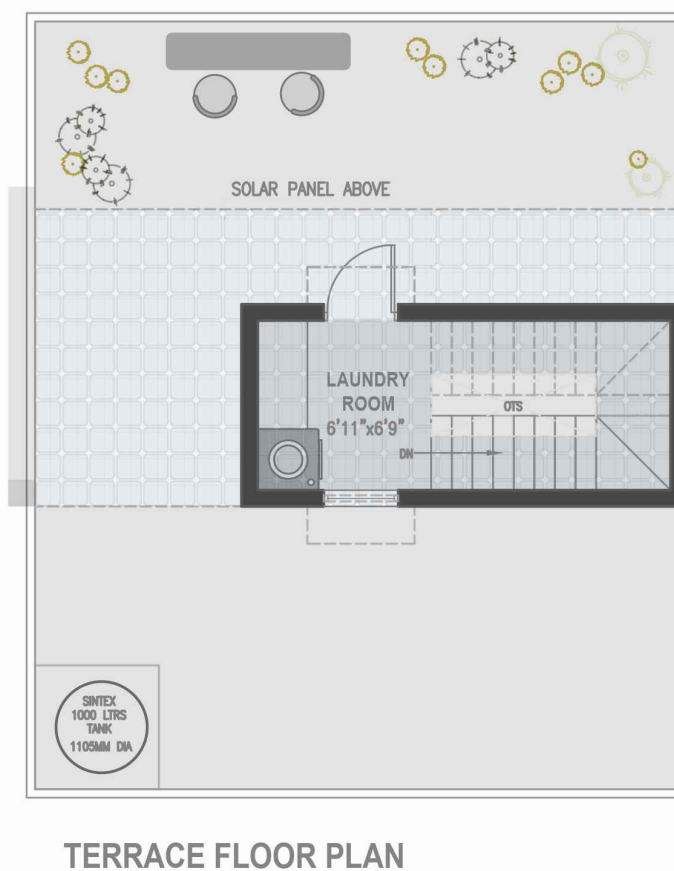 SOLAR PANEL ABOVE
LAUNDRY
ROOM
6'11"x6'9"
OTS
DN
SINTEX
1000 LTRS
TANK
1105MM DIA
TERRACE FLOOR PLAN